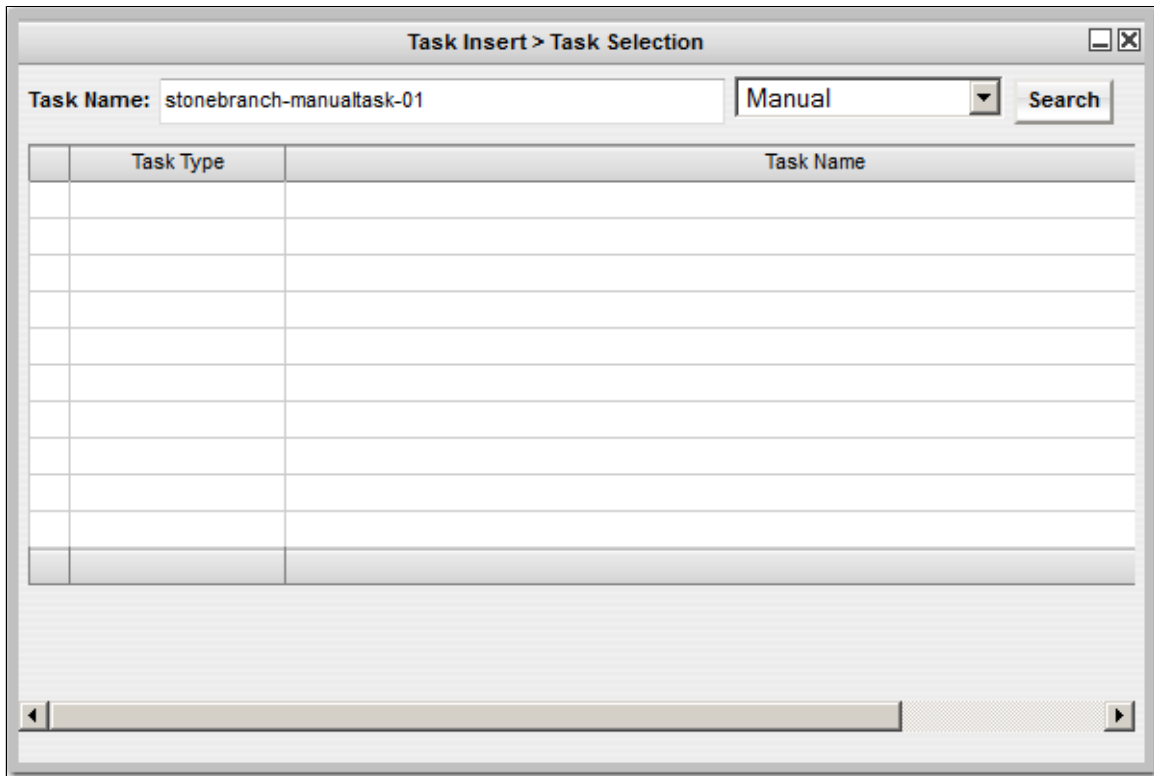 Task Insert > Task Selection
Task Name: stonebranch-manualtask-01 Manual Search
Task Type Task Name